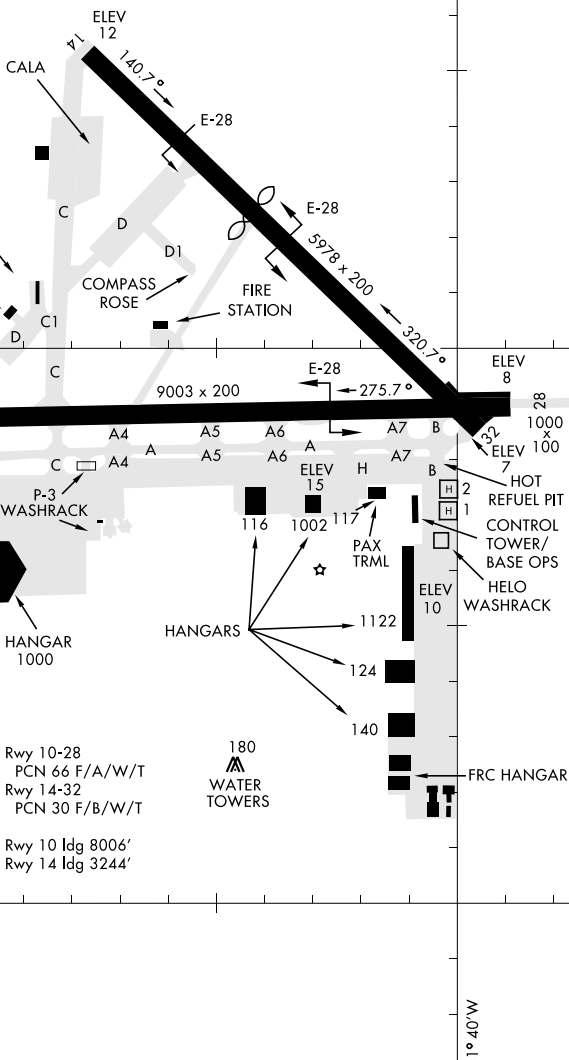 ELEV
12
14
CALA
140.7°
E-28
C
D
D1
E-28
5978 x 200
COMPASS
ROSE
FIRE
STATION
C1
D
320.7°
C
E-28
ELEV
8
9003 x 200
275.7°
28
1000
x
100
A4
A5
A6
A7
B
32
A
A
ELEV
7
C
A4
A5
A6
ELEV
15
H
A7
B
HOT
REFUEL PIT
P-3
WASHRACK
H 2
H 1
116
1002
117
PAX
TRML
CONTROL
TOWER/
BASE OPS
HELO
WASHRACK
ELEV
10
HANGAR
1000
HANGARS
1122
124
140
180
WATER
TOWERS
FRC HANGAR
Rwy 10-28
PCN 66 F/A/W/T
Rwy 14-32
PCN 30 F/B/W/T
Rwy 10 ldg 8006′
Rwy 14 ldg 3244′
1° 40′W